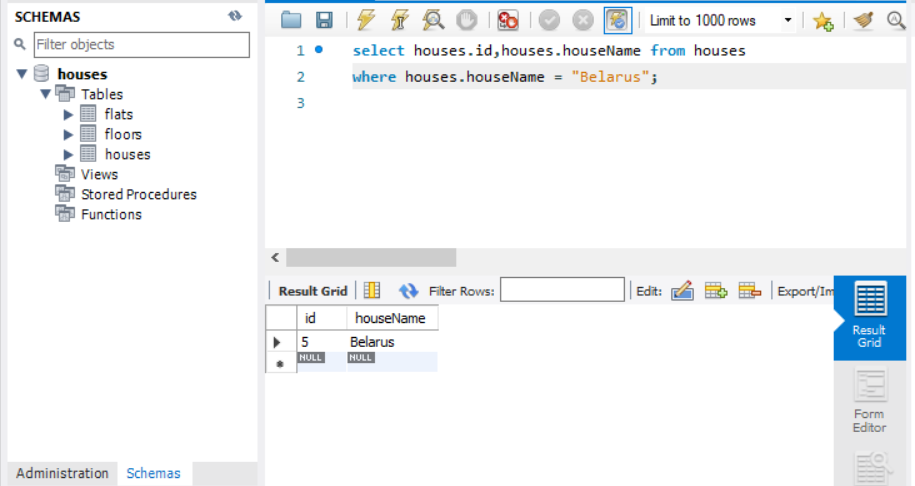 SCHEMAS
Filter objects
houses
Tables
flats
floors
houses
Views
Stored Procedures
Functions
Administration Schemas
Limit to 1000 rows
1 select houses.id,houses.houseName from houses
2 where houses.houseName = "Belarus";
3
Result Grid Filter Rows: Edit: Export/Im
id houseName
5 Belarus
NULL NULL
Result
Grid
Form
Editor